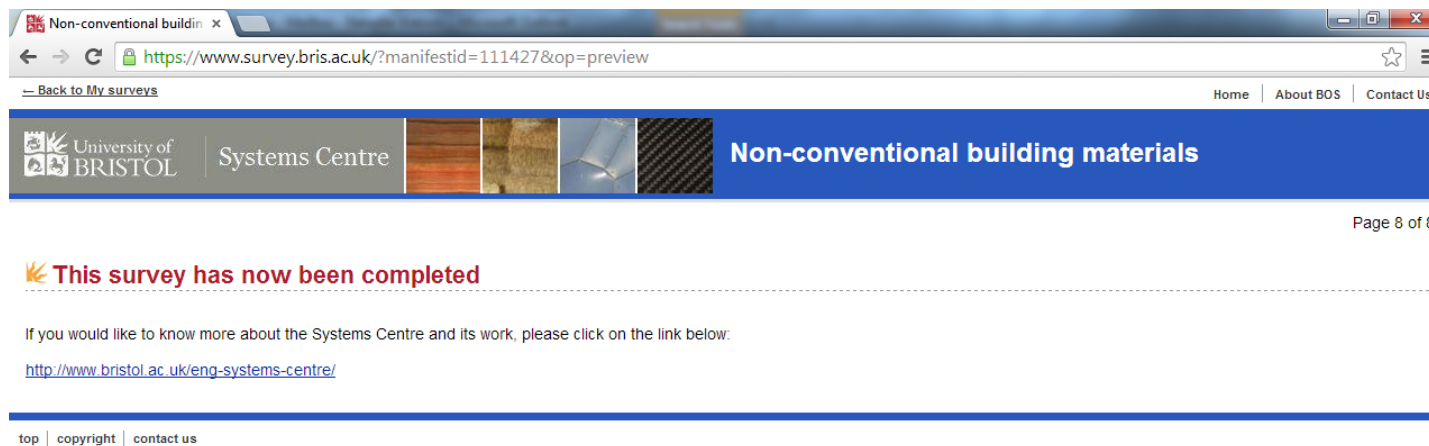 Non-conventional buildin
https://www.survey.bris.ac.uk/?manifestid=111427&op=preview
← Back to My surveys
Home | About BOS | Contact Us
University of
BRISTOL
Systems Centre
Non-conventional building materials
Page 8 of 8
This survey has now been completed
If you would like to know more about the Systems Centre and its work, please click on the link below:
http://www.bristol.ac.uk/eng-systems-centre/
top | copyright | contact us